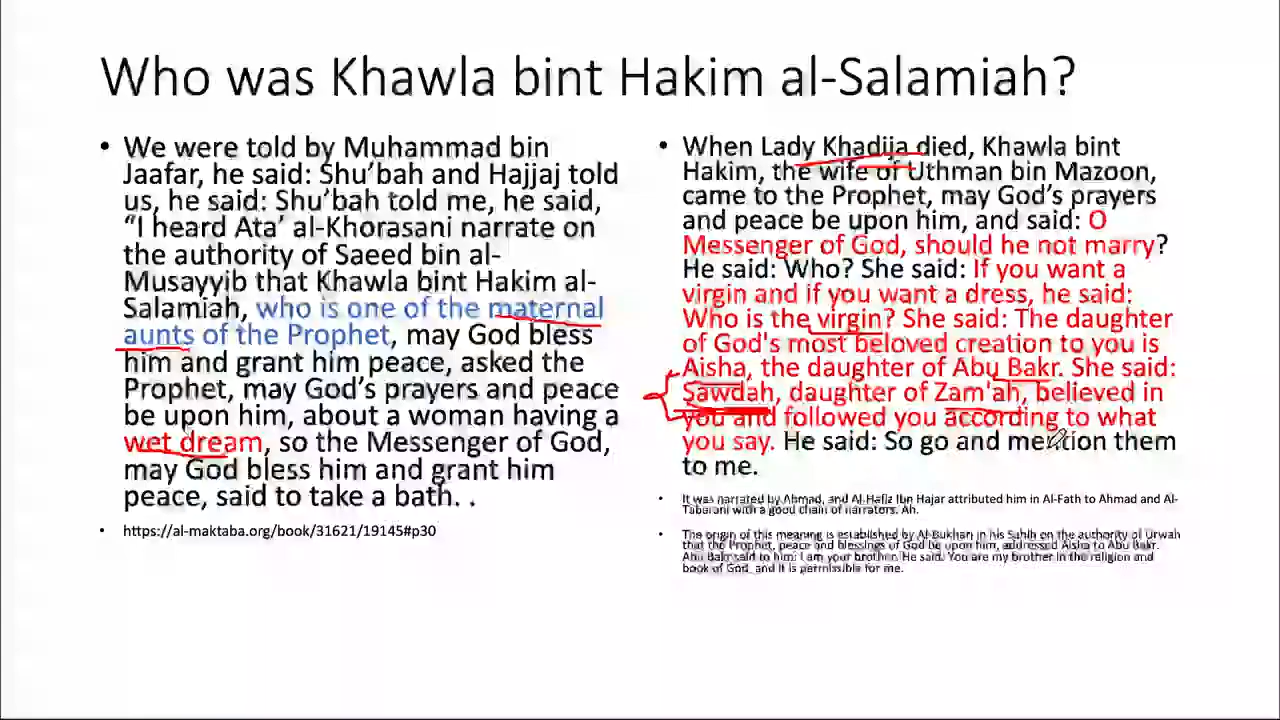 Who was Khawla bint Hakim al-Salamiah?
• We were told by Muhammad bin
Jaafar, he said: Shu'bah and Hajjaj told
us, he said: Shu'bah told me, he said,
"I heard Ata' al-Khorasani narrate on
the authority of Saeed bin al-
Musayyib that Khawla bint Hakim al-
Salamiah, who is one of the maternal
aunts of the Prophet, may God bless
him and grant him peace, asked the
Prophet, may God's prayers and peace
be upon him, about a woman having a
wet dream, so the Messenger of God,
may God bless him and grant him
peace, said to take a bath. .
• https://al-maktaba.org/book/31621/19145#p30
• When Lady Khadija died, Khawla bint
Hakim, the wife of Uthman bin Mazoon,
came to the Prophet, may God's prayers
and peace be upon him, and said: O
Messenger of God, should he not marry?
He said: Who? She said: If you want a
virgin and if you want a dress, he said:
Who is the virgin? She said: The daughter
of God's most beloved creation to you is
Aisha, the daughter of Abu Bakr. She said:
Sawdah, daughter of Zam'ah, believed in
you and followed you according to what
you say. He said: So go and mention them
to me.
• It was narrated by Ahmad, and Al-Hafiz Ibn Hajar attributed him in Al-Fath to Ahmad and Al-
Tabarani with a good chain of narrators. Ah.
• The origin of this meaning is established by Al-Bukhari in his Sahih on the authority of Urwah
that the Prophet, peace and blessings of God be upon him, addressed Aisha to Abu Bakr.
Abu Bakr said to him: I am your brother. He said: You are my brother in the religion and
book of God, and it is permissible for me.